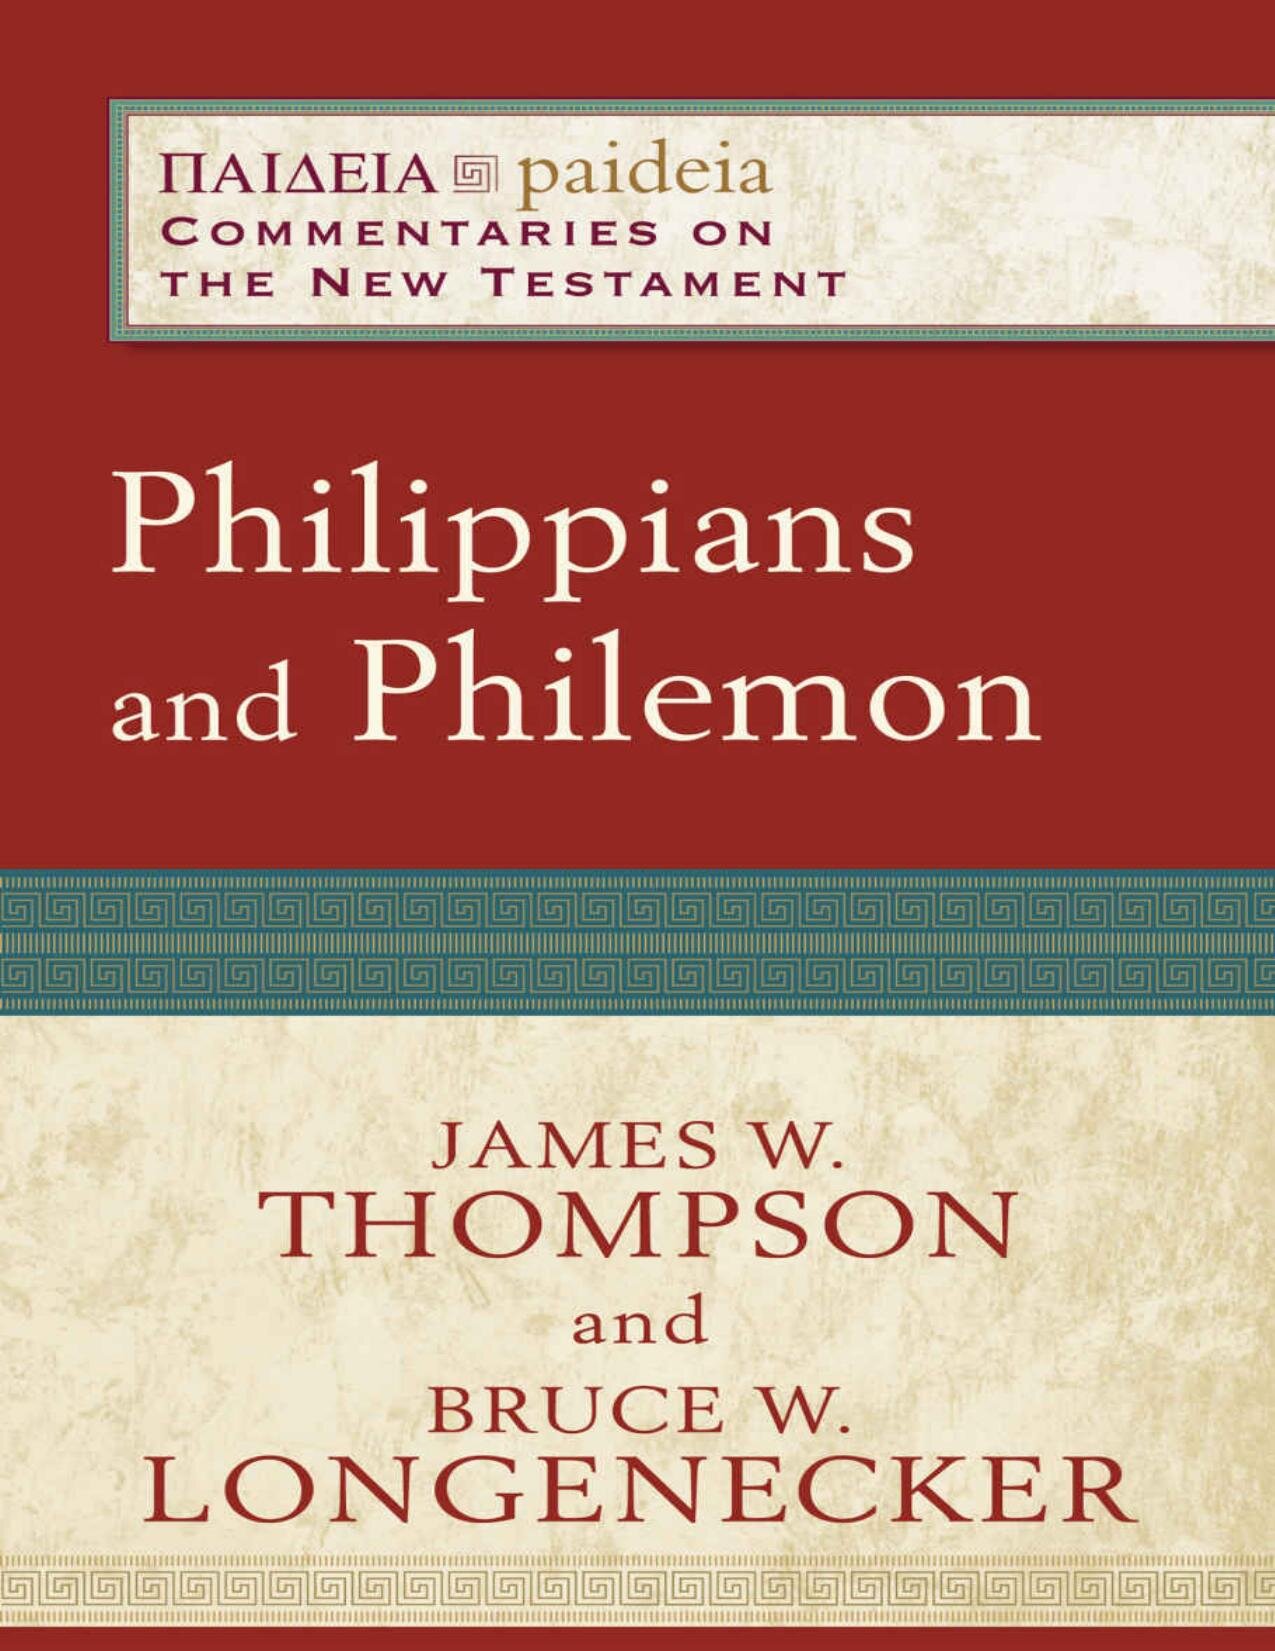 ΠΑΙΔΕΙΑ paideia
COMMENTARIES ON
THE NEW TESTAMENT
Philippians
and Philemon
JAMES W.
THOMPSON
and
BRUCE W.
LONGENECKER